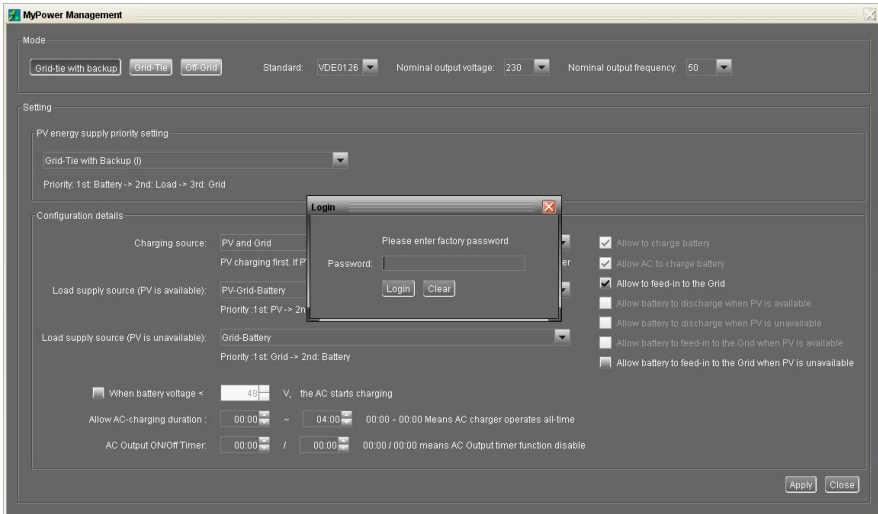 MyPower Management
Mode
Grid-tie with backup Grid-Tie Off-Grid Standard: VDE0126 Nominal output voltage: 230 Nominal output frequency: 50
Setting
PV energy supply priority setting
Grid-Tie with Backup (I)
Priority: 1st: Battery -> 2nd: Load -> 3rd: Grid
Configuration details
Login
Please enter factory password
Password:
Login Clear
Charging source: PV and Grid
PV charging first. If P er
Load supply source (PV is available): PV-Grid-Battery
Priority :1st: PV -> 2n
Load supply source (PV is unavailable): Grid-Battery
Priority :1st: Grid -> 2nd: Battery
Allow to charge battery
Allow AC to charge battery
Allow to feed-in to the Grid
Allow battery to discharge when PV is available
Allow battery to discharge when PV is unavailable
Allow battery to feed-in to the Grid when PV is available
Allow battery to feed-in to the Grid when PV is unavailable
When battery voltage < 48 V, the AC starts charging
Allow AC-charging duration : 00:00 ~ 04:00 00:00 - 00:00 Means AC charger operates all-time
AC Output ON/Off Timer: 00:00 / 00:00 00:00 / 00:00 means AC Output timer function disable
Apply Close